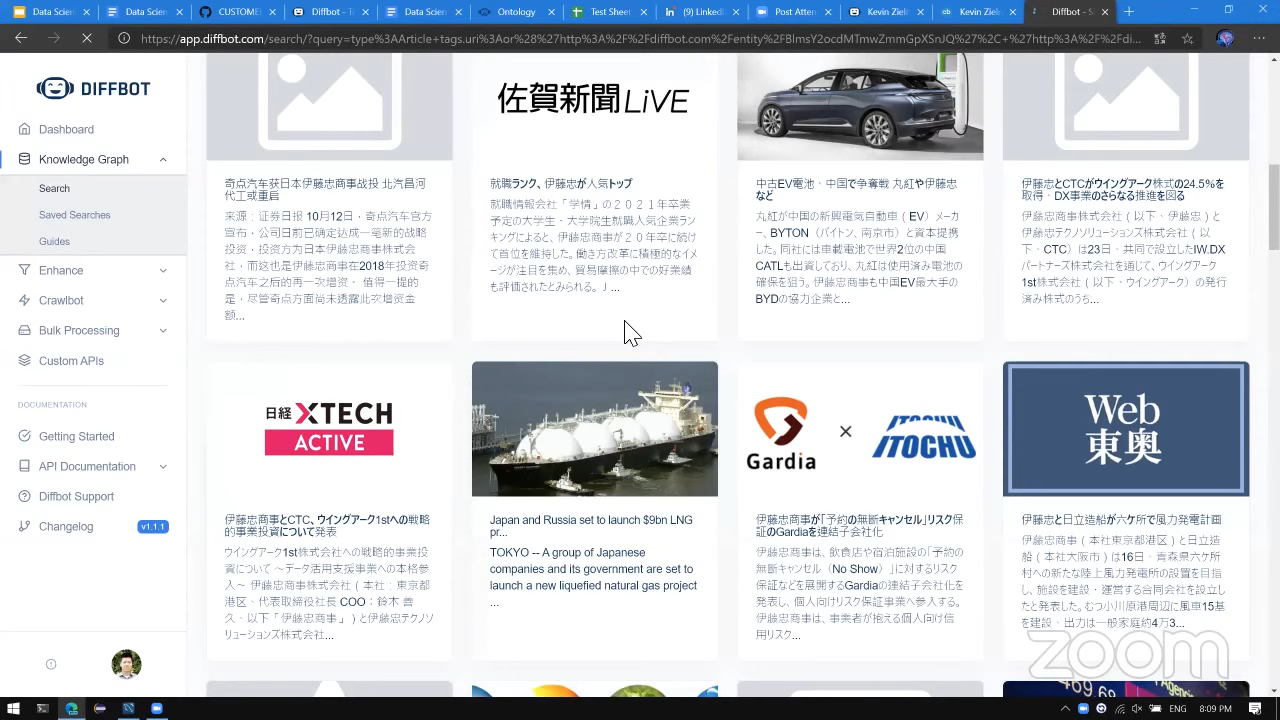 Data Scien
Data Scien
CUSTOME
Diffbot - Ta
Data Scien
Ontology
Test Sheet
(9) LinkedI
Post Atten
Kevin Ziel
Kevin Ziel
Diffbot - S
https://app.diffbot.com/search/?query=type%3AArticle+tags.uri%3Aor%28%27http%3A%2F%2Fdiffbot.com%2Fentity%2FBlmsY2ocdMTmwZmmGpXSnJQ%27%2C+%27http%3A%2F%2Fdi...
DIFFBOT
Dashboard
Knowledge Graph
Search
Saved Searches
Guides
Enhance
Crawlbot
Bulk Processing
Custom APIs
DOCUMENTATION
Getting Started
API Documentation
Diffbot Support
Changelog
v1.1.1
奇点汽车获日本伊藤忠商事战投 北汽昌河
代工或重启
来源：证券日报 10月12日，奇点汽车官方
宣布，公司日前已确定达成一笔新的战略
投资，投资方为日本伊藤忠商事株式会
社，而这也是伊藤忠商事在2018年投资奇
点汽车之后的再一次增资。 值得一提的
是，尽管奇点方面尚未透露此次增资金
额...
佐賀新聞LiVE
就職ランク、伊藤忠が人気トップ
就職情報会社「学情」の２０２１年卒業
予定の大学生・大学院生就職人気企業ラン
キングによると、伊藤忠商事が２０年卒に続け
て首位を維持した。働き方改革に積極的なイメ
ージが注目を集め、貿易摩擦の中での好業績
も評価されたとみられる。 」...
中古EV電池、中国で争奪戦 丸紅や伊藤忠
など
丸紅が中国の新興電気自動車（EV）メーカ
ー、BYTON（バイトン、南京市）と資本提携
した。同社には車載電池で世界2位の中国
CATLも出資しており、丸紅は使用済み電池の
確保を狙う。伊藤忠商事も中国EV最大手の
BYDの協力企業と...
伊藤忠とCTCがウイングアーク株式の24.5%を
取得、DX事業のさらなる推進を図る
伊藤忠商事株式会社（以下、伊藤忠）と
伊藤忠テクノソリューションズ株式会社（以
下、CTC）は23日、共同で設立したIW.DX
パートナーズ株式会社を通じて、ウイングアーク
1st株式会社（以下、ウイングアーク）の発行
済み株式のうち...
日経 XTECH
ACTIVE
伊藤忠商事とCTC、ウイングアーク1stへの戦略
的事業投資について発表
ウイングアーク1st株式会社への戦略的事業投
資について ～データ活用支援事業への本格参
入～ 伊藤忠商事株式会社（本社：東京都
港区、代表取締役社長 COO：鈴木 善
久、以下「伊藤忠商事」）と伊藤忠テクノソ
リューションズ株式会社...
Japan and Russia set to launch $9bn LNG
pr...
TOKYO -- A group of Japanese
companies and its government are set to
launch a new liquefied natural gas project
...
Gardia
ITOCHU
ITOCHU
伊藤忠商事が「予約の無断キャンセル」リスク保
証のGardiaを連結子会社化
伊藤忠商事は、飲食店や宿泊施設の「予約の
無断キャンセル（No Show）」に対するリスク
保証などを展開するGardiaの連結子会社化を
発表し、個人向けリスク保証事業へ参入する。
伊藤忠商事は、事業者が抱える個人向け信
用リスク...
Web
東奥
伊藤忠と日立造船が六ケ所で風力発電計画
伊藤忠商事（本社東京都港区）と日立造
船（本社大阪市）は16日、青森県六ケ所
村への新たな陸上風力発電所の設置を目指
し、施設を建設・運営する合同会社を設立し
たと発表した。むつ小川原港周辺に風車15基
を建設、出力は一般家庭約4万3...
zoom
469.69
Agentis
ENG
8:09 PM